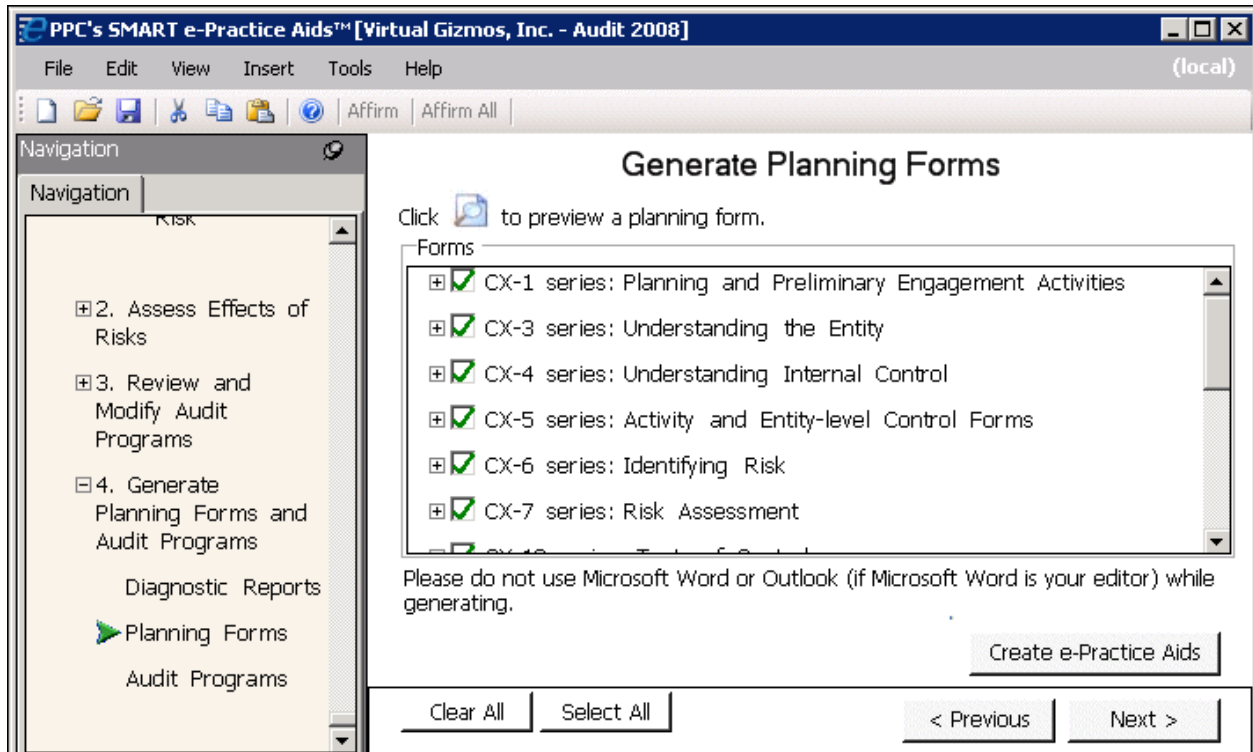 PPC's SMART e-Practice Aids™ [Virtual Gizmos, Inc. - Audit 2008]
File Edit View Insert Tools Help (local)
Affirm Affirm All
Navigation
Navigation
Risk
2. Assess Effects of
Risks
3. Review and
Modify Audit
Programs
4. Generate
Planning Forms and
Audit Programs
Diagnostic Reports
Planning Forms
Audit Programs
Generate Planning Forms
Click to preview a planning form.
Forms
CX-1 series: Planning and Preliminary Engagement Activities
CX-3 series: Understanding the Entity
CX-4 series: Understanding Internal Control
CX-5 series: Activity and Entity-level Control Forms
CX-6 series: Identifying Risk
CX-7 series: Risk Assessment
Please do not use Microsoft Word or Outlook (if Microsoft Word is your editor) while
generating.
Create e-Practice Aids
Clear All Select All < Previous Next >